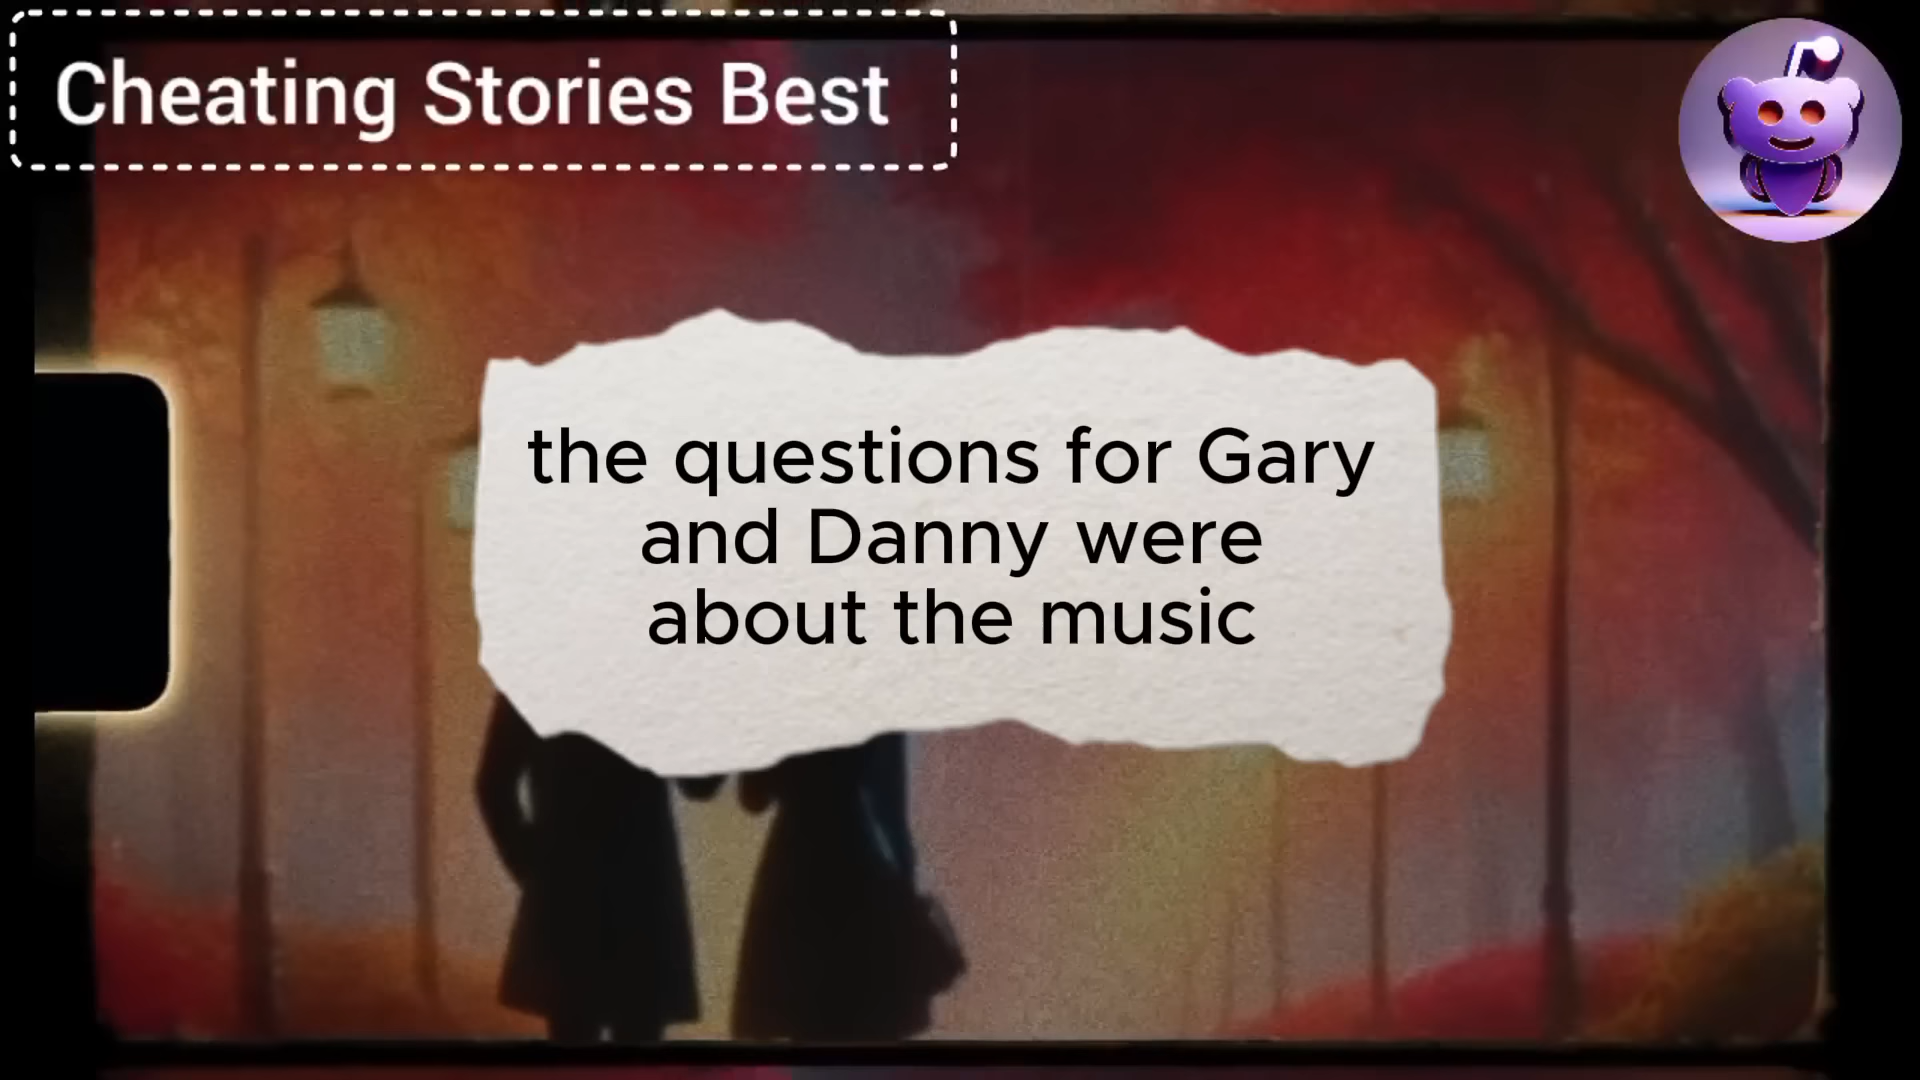 Cheating Stories Best
the questions for Gary
and Danny were
about the music